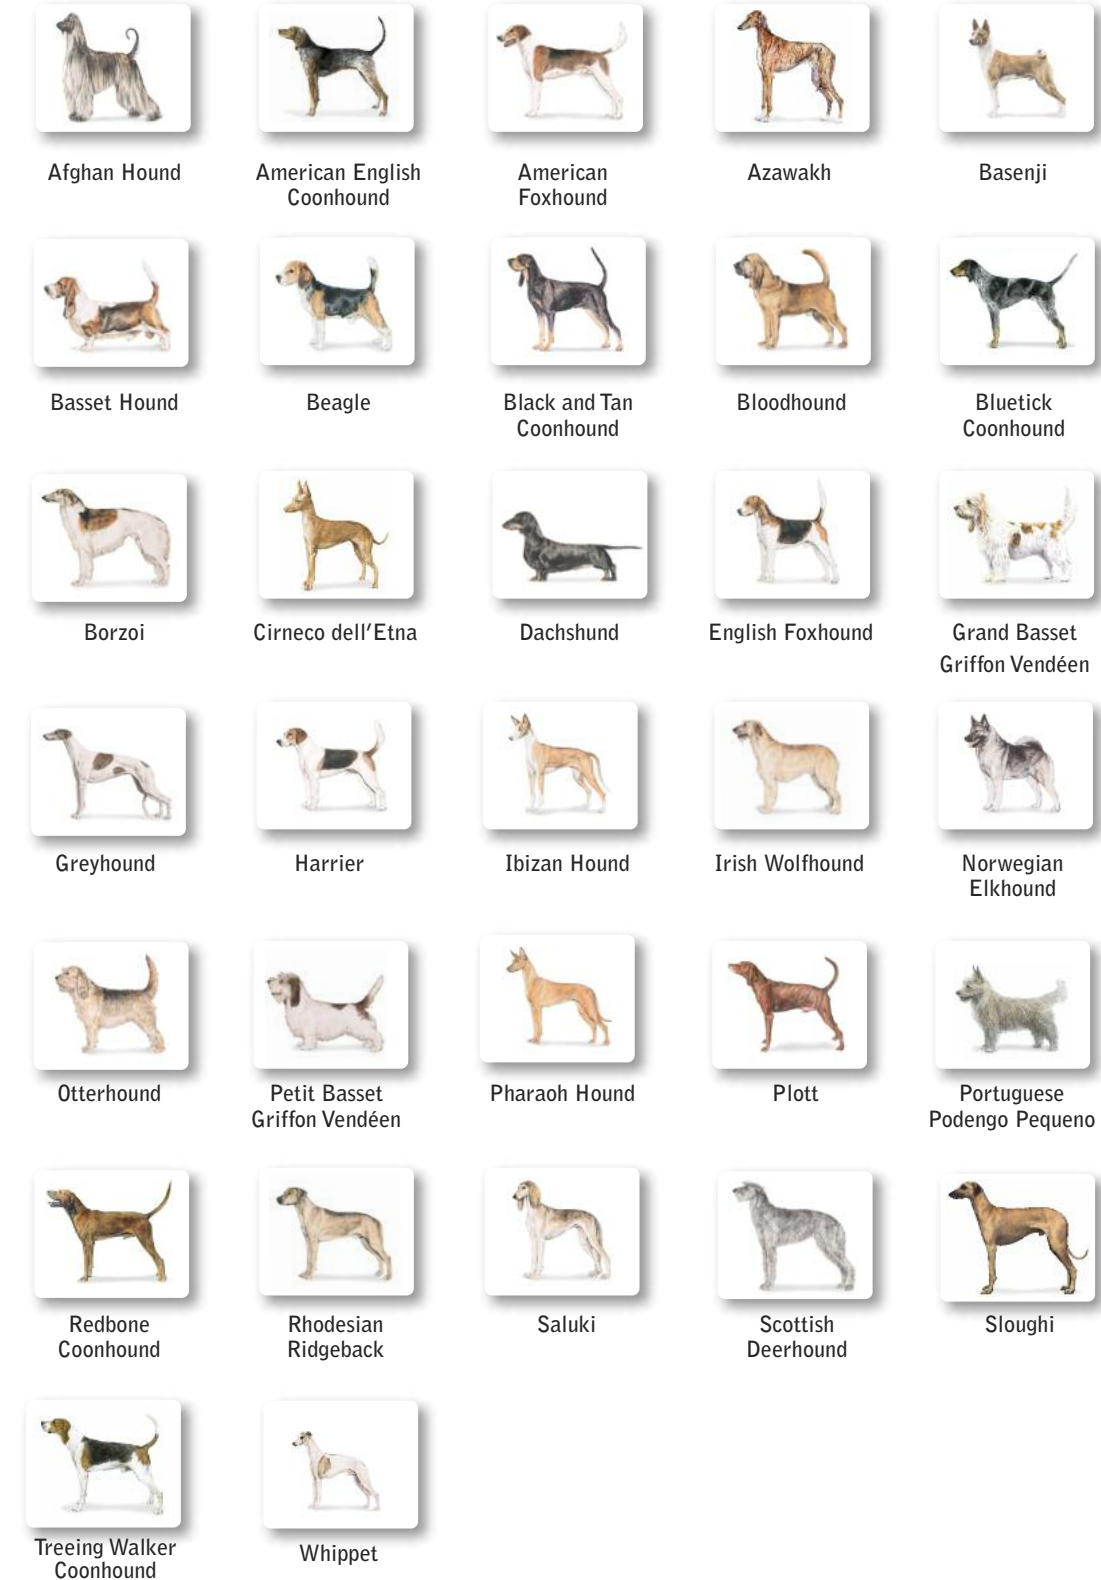 Afghan Hound
American English
Coonhound
American
Foxhound
Azawakh
Basenji
Basset Hound
Beagle
Black and Tan
Coonhound
Bloodhound
Bluetick
Coonhound
Borzoi
Cirneco dell’Etna
Dachshund
English Foxhound
Grand Basset
Griffon Vendéen
Greyhound
Harrier
Ibizan Hound
Irish Wolfhound
Norwegian
Elkhound
Otterhound
Petit Basset
Griffon Vendéen
Pharaoh Hound
Plott
Portuguese
Podengo Pequeno
Redbone
Coonhound
Rhodesian
Ridgeback
Saluki
Scottish
Deerhound
Sloughi
Treeing Walker
Coonhound
Whippet